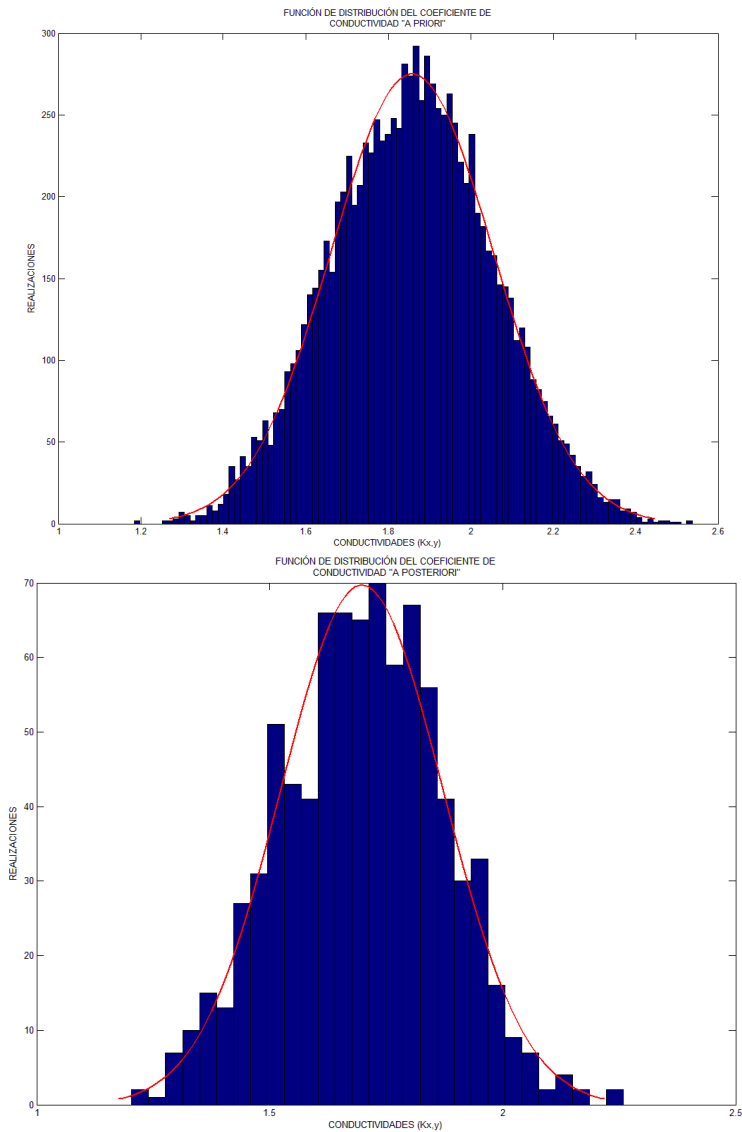 FUNCIÓN DE DISTRIBUCIÓN DEL COEFICIENTE DE
CONDUCTIVIDAD "A PRIORI"
300
250
200
150
100
50
0
REALIZACIONES
1 1.2 1.4 1.6 1.8 2 2.2 2.4 2.6
CONDUCTIVIDADES (Kx,y)
FUNCIÓN DE DISTRIBUCIÓN DEL COEFICIENTE DE
CONDUCTIVIDAD "A POSTERIORI"
70
60
50
40
30
20
10
0
REALIZACIONES
1 1.5 2 2.5
CONDUCTIVIDADES (Kx,y)